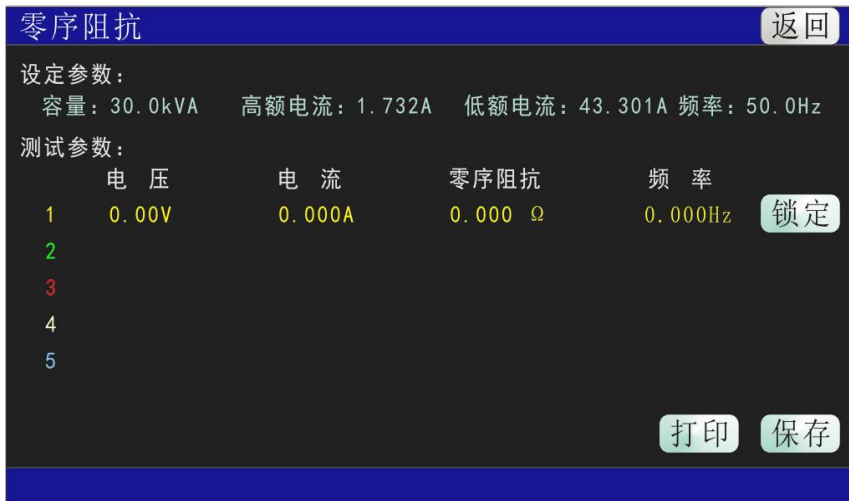 零序阻抗 返回
设定参数：
容量：30.0kVA 高额电流：1.732A 低额电流：43.301A 频率：50.0Hz
测试参数：
电 压 电 流 零序阻抗 频 率
1 0.00V 0.000A 0.000 Ω 0.000Hz 锁定
2
3
4
5
打印 保存